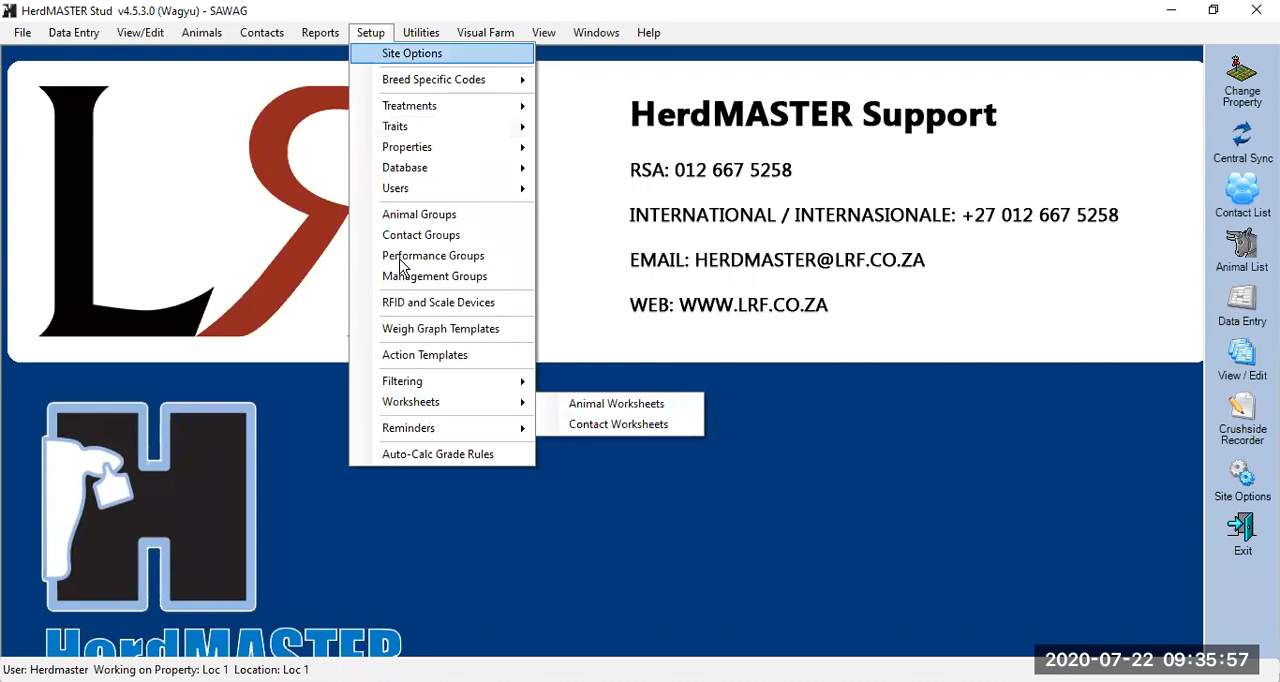 HerdMASTER Stud v4.5.3.0 (Wagyu) - SAWAG
File Data Entry View/Edit Animals Contacts Reports Setup Utilities Visual Farm View Windows Help
Site Options
Breed Specific Codes
Treatments
Traits
Properties
Database
Users
Animal Groups
Contact Groups
Performance Groups
Management Groups
RFID and Scale Devices
Weigh Graph Templates
Action Templates
Filtering
Worksheets
Reminders
Auto-Calc Grade Rules
Animal Worksheets
Contact Worksheets
LR
HerdMASTER Support
RSA: 012 667 5258
INTERNATIONAL / INTERNASIONALE: +27 012 667 5258
EMAIL: HERDMASTER@LRF.CO.ZA
WEB: WWW.LRF.CO.ZA
H
HerdMASTER
Change
Property
Central Sync
Contact List
Animal List
Data Entry
View / Edit
Crushside
Recorder
Site Options
Exit
User: Herdmaster Working on Property: Loc 1 Location: Loc 1
2020-07-22 09:35:57